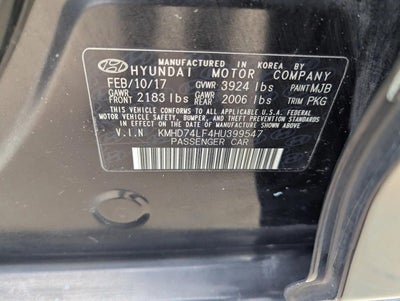 MANUFACTURED IN KOREA BY
HYUNDAI MOTOR COMPANY
FEB/10/17 GVWR 3924 lbs PAINT MJB
GAWR FRONT 2183 lbs GAWR REAR 2006 lbs TRIM PKG
THIS VEHICLE CONFORMS TO ALL APPLICABLE U.S.A. FEDERAL
MOTOR VEHICLE SAFETY, BUMPER, AND THEFT PREVENTION
STANDARDS IN EFFECT ON THE DATE OF MANUFACTURE SHOWN ABOVE.
V.I.N KMHD74LF4HU399547
PASSENGER CAR